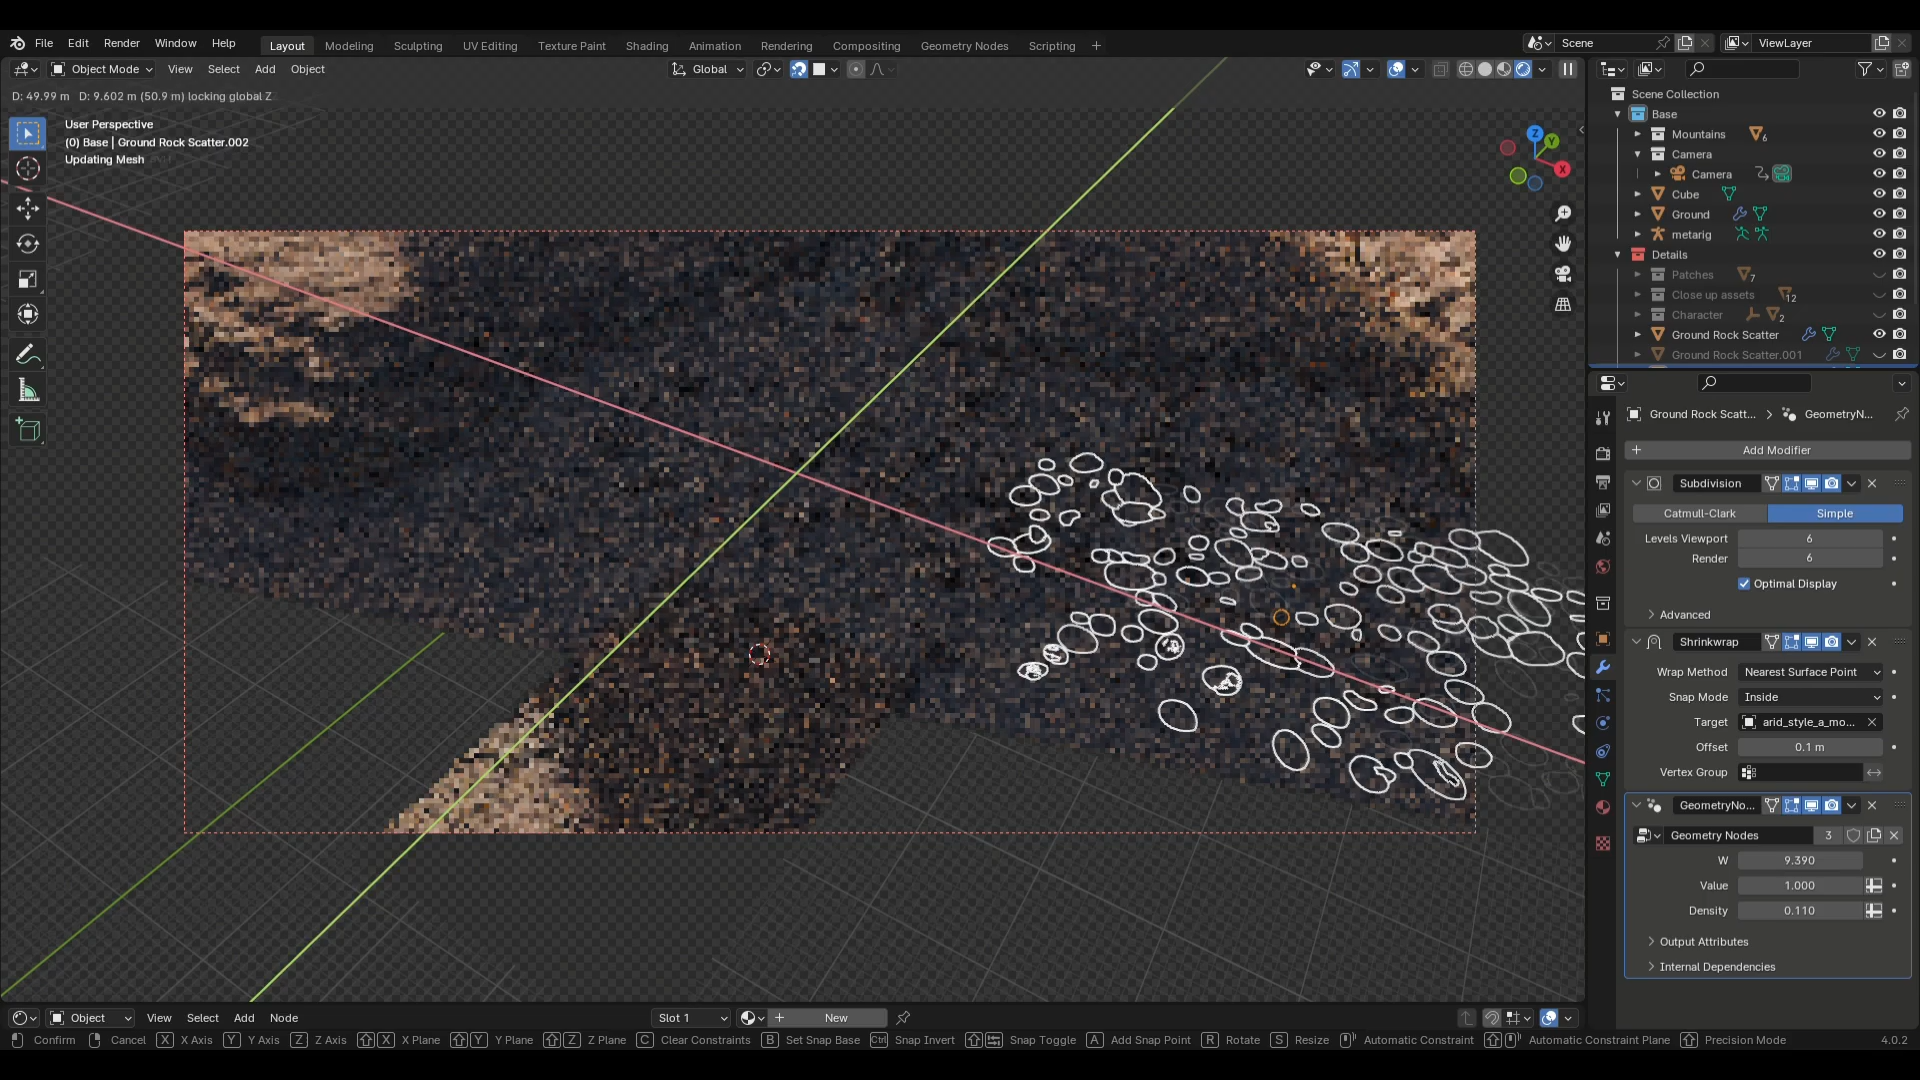 File Edit Render Window Help Layout Modeling Sculpting UV Editing Texture Paint Shading Animation Rendering Compositing Geometry Nodes Scripting + Scene ViewLayer
Object Mode View Select Add Object Global
D: 49.99 m D: 9.602 m (50.9 m) locking global Z
User Perspective
(0) Base | Ground Rock Scatter.002
Updating Mesh
Z
Y
X
Scene Collection
Base
Mountains 6
Camera
Camera
Cube
Ground
metarig
Details
Patches 7
Close up assets 12
Character 2
Ground Rock Scatter
Ground Rock Scatter.001
Ground Rock Scatt... > GeometryN...
+ Add Modifier
Subdivision
Catmull-Clark Simple
Levels Viewport 6
Render 6
Optimal Display
Advanced
Shrinkwrap
Wrap Method Nearest Surface Point
Snap Mode Inside
Target arid_style_a_mo...
Offset 0.1 m
Vertex Group
GeometryNo...
Geometry Nodes 3
W 9.390
Value 1.000
Density 0.110
Output Attributes
Internal Dependencies
Object View Select Add Node Slot 1 + New
Confirm Cancel X X Axis Y Y Axis Z Z Axis X X Plane Y Y Plane Z Z Plane C Clear Constraints B Set Snap Base Ctrl Snap Invert Snap Toggle A Add Snap Point R Rotate S Resize Automatic Constraint Automatic Constraint Plane Precision Mode 4.0.2